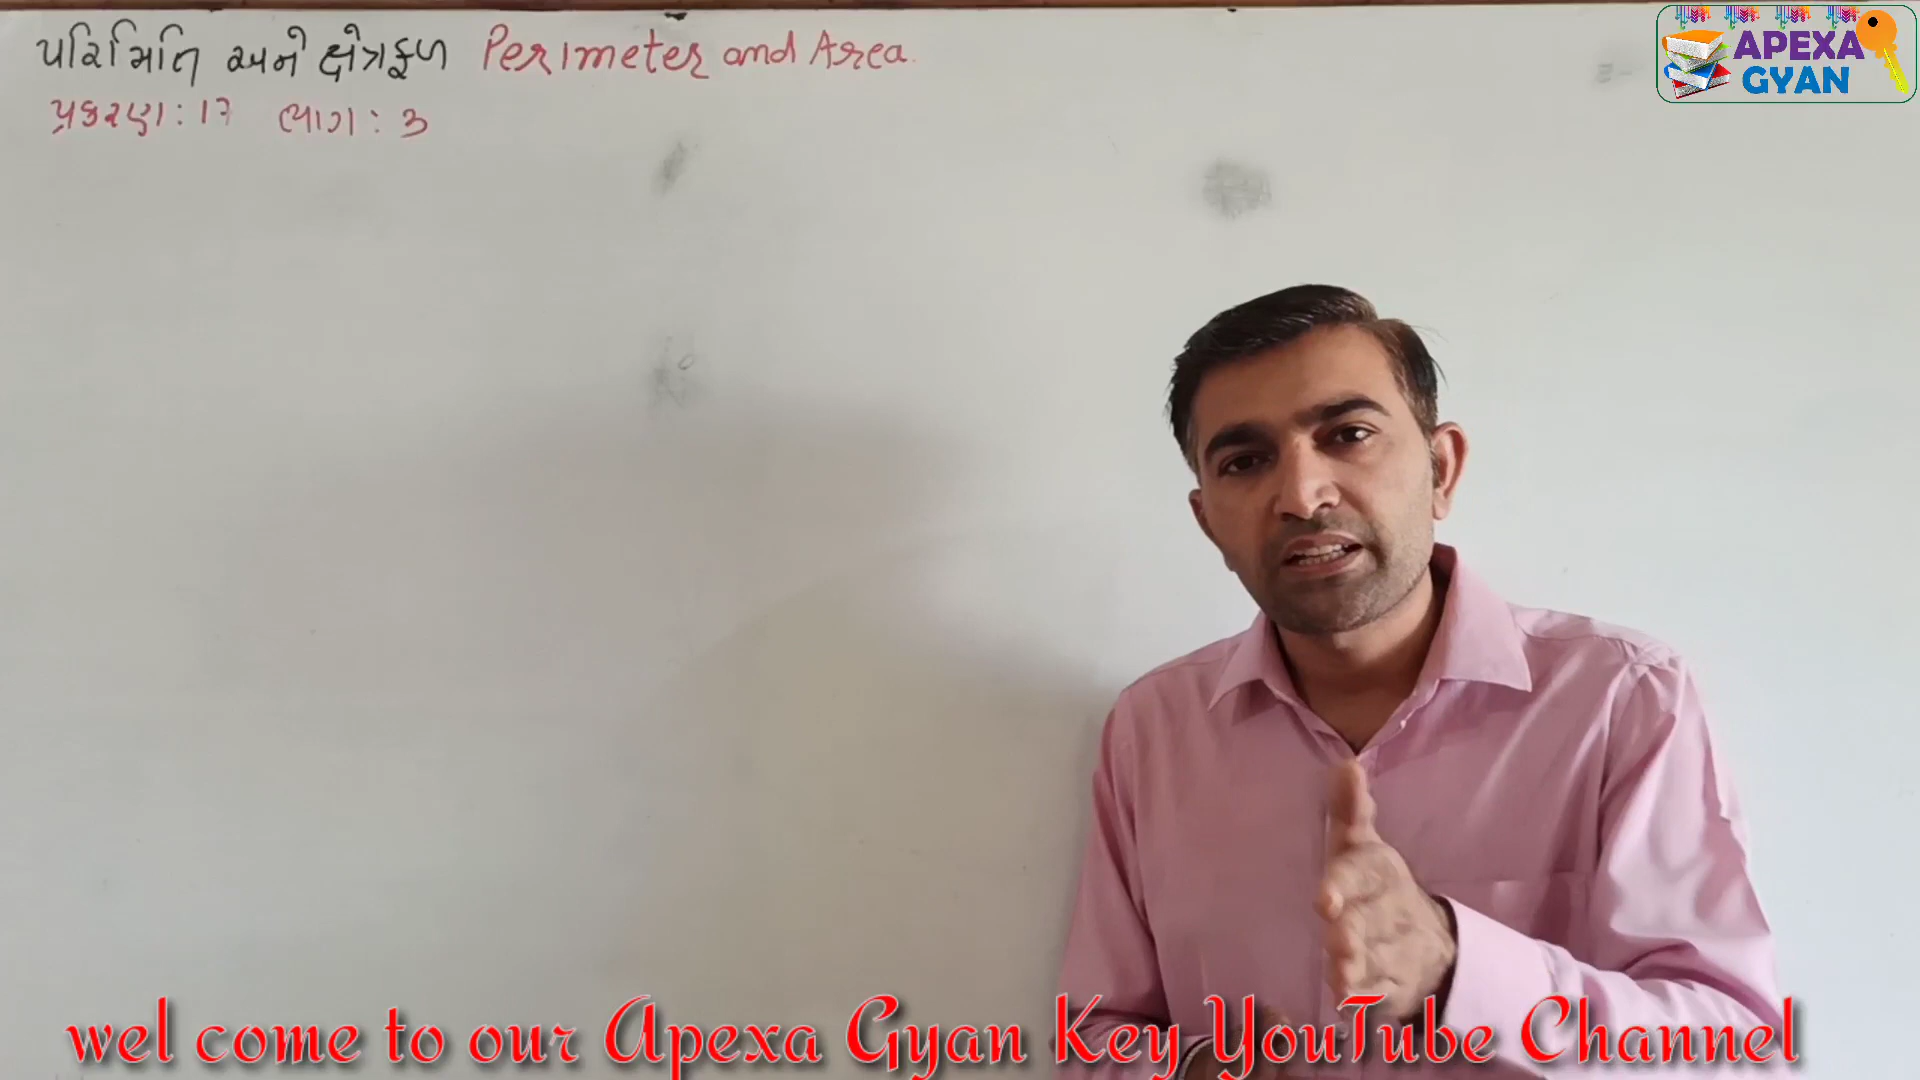 પરિમિતિ અને ક્ષેત્રફળ Perimeter and Area.
પ્રકરણ : 17 ભાગ : 3
APEXA
GYAN
wel come to our Apexa Gyan Key YouTube Channel